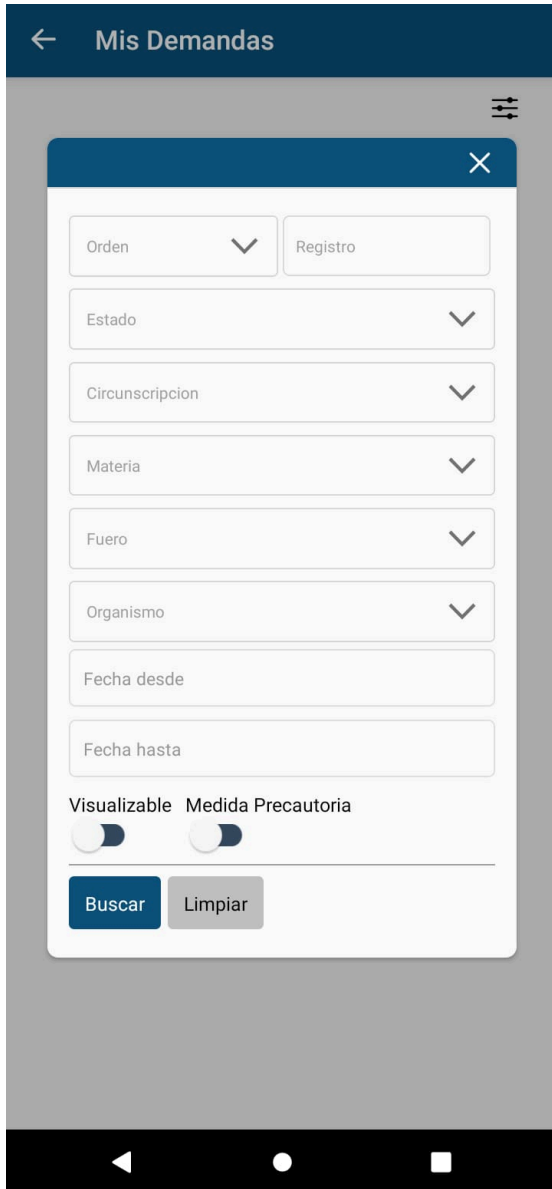 Mis Demandas
Orden
Registro
Estado
Circunscripcion
Materia
Fuero
Organismo
Fecha desde
Fecha hasta
Visualizable Medida Precautoria
Buscar Limpiar